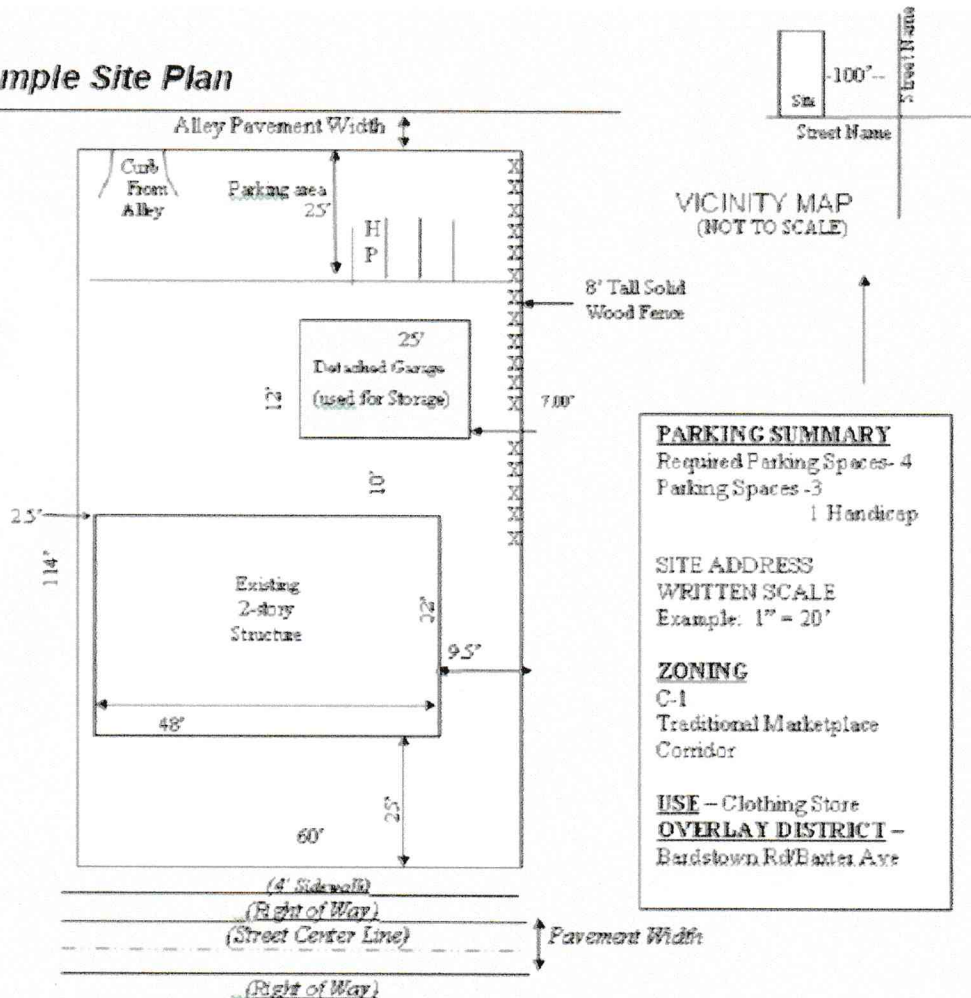 mple Site Plan
Street Name
-100'--
Site
Street Name
Alley Pavement Width
Curb
From
Alley
Parking area
25'
H
P
VICINITY MAP
(NOT TO SCALE)
8' Tall Solid
Wood Fence
25'
Detached Garage
(used for Storage)
12'
7.00'
10'
2.5'
114'
Existing
2-story
Structure
9.5'
48'
25'
60'
PARKING SUMMARY
Required Parking Spaces- 4
Parking Spaces -3
1 Handicap
SITE ADDRESS
WRITTEN SCALE
Example: 1" = 20'
ZONING
C-1
Traditional Marketplace
Corridor
USE – Clothing Store
OVERLAY DISTRICT –
Bardstown Rd/Baxter Ave
(4' Sidewalk)
(Right of Way)
(Street Center Line)
Pavement Width
(Right of Way)